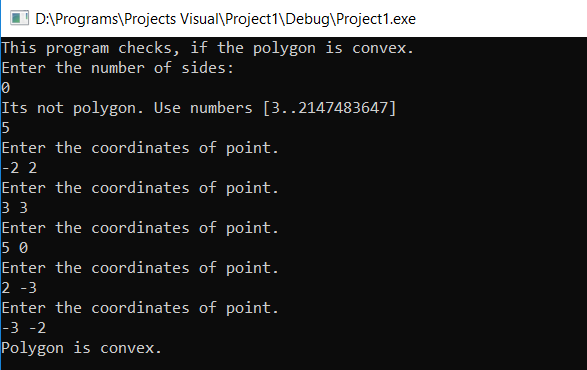 D:\Programs\Projects Visual\Project1\Debug\Project1.exe
This program checks, if the polygon is convex.
Enter the number of sides:
0
Its not polygon. Use numbers [3..2147483647]
5
Enter the coordinates of point.
-2 2
Enter the coordinates of point.
3 3
Enter the coordinates of point.
5 0
Enter the coordinates of point.
2 -3
Enter the coordinates of point.
-3 -2
Polygon is convex.